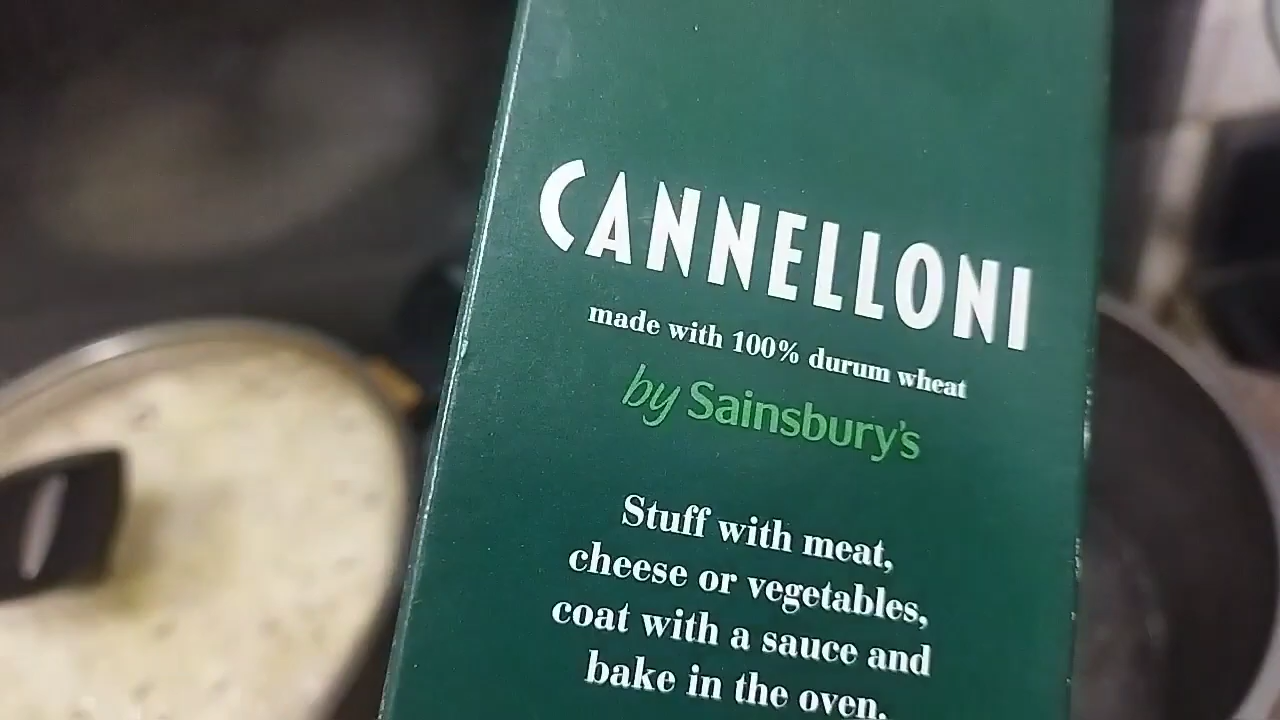 CANNELLONI
made with 100% durum wheat
by Sainsbury's
Stuff with meat,
cheese or vegetables,
coat with a sauce and
bake in the oven.